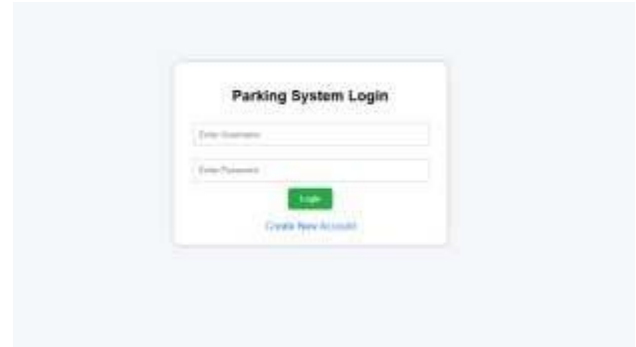 Parking System Login
Enter Username
Enter Password
Login
Create New Account